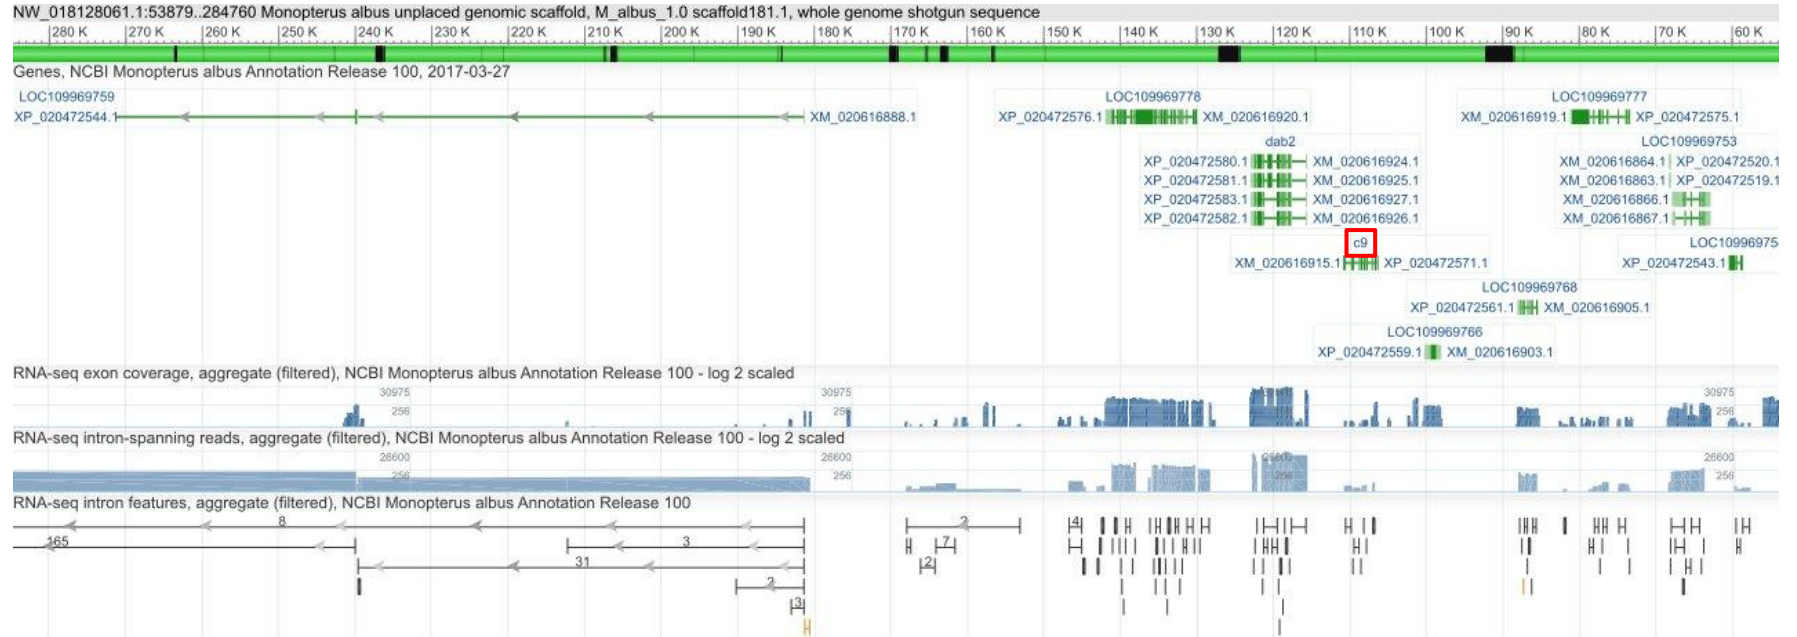 NW_018128061.1:53879..284760 Monopterus albus unplaced genomic scaffold, M_albus_1.0 scaffold181.1, whole genome shotgun sequence
280 K 270 K 260 K 250 K 240 K 230 K 220 K 210 K 200 K 190 K 180 K 170 K 160 K 150 K 140 K 130 K 120 K 110 K 100 K 90 K 80 K 70 K 60 K
Genes, NCBI Monopterus albus Annotation Release 100, 2017-03-27
LOC109969759 LOC109969778 LOC109969777
XP_020472544.1 XM_020616888.1 XP_020472576.1 XM_020616920.1 XM_020616919.1 XP_020472575.1
dab2 LOC109969753
XP_020472580.1 XM_020616924.1 XM_020616864.1 XP_020472520.1
XP_020472581.1 XM_020616925.1 XM_020616863.1 XP_020472519.1
XP_020472583.1 XM_020616927.1 XM_020616866.1
XP_020472582.1 XM_020616926.1 XM_020616867.1
c9 LOC10996975
XM_020616915.1 XP_020472571.1 XP_020472543.1
LOC109969768
XP_020472561.1 XM_020616905.1
LOC109969766
XP_020472559.1 XM_020616903.1
RNA-seq exon coverage, aggregate (filtered), NCBI Monopterus albus Annotation Release 100 - log 2 scaled
30975 30975 30975
256 256 256
RNA-seq intron-spanning reads, aggregate (filtered), NCBI Monopterus albus Annotation Release 100 - log 2 scaled
26600 26600 26600 26600
256 256 256 256
RNA-seq intron features, aggregate (filtered), NCBI Monopterus albus Annotation Release 100
8 2 4
165 3 7
31 2
2
3